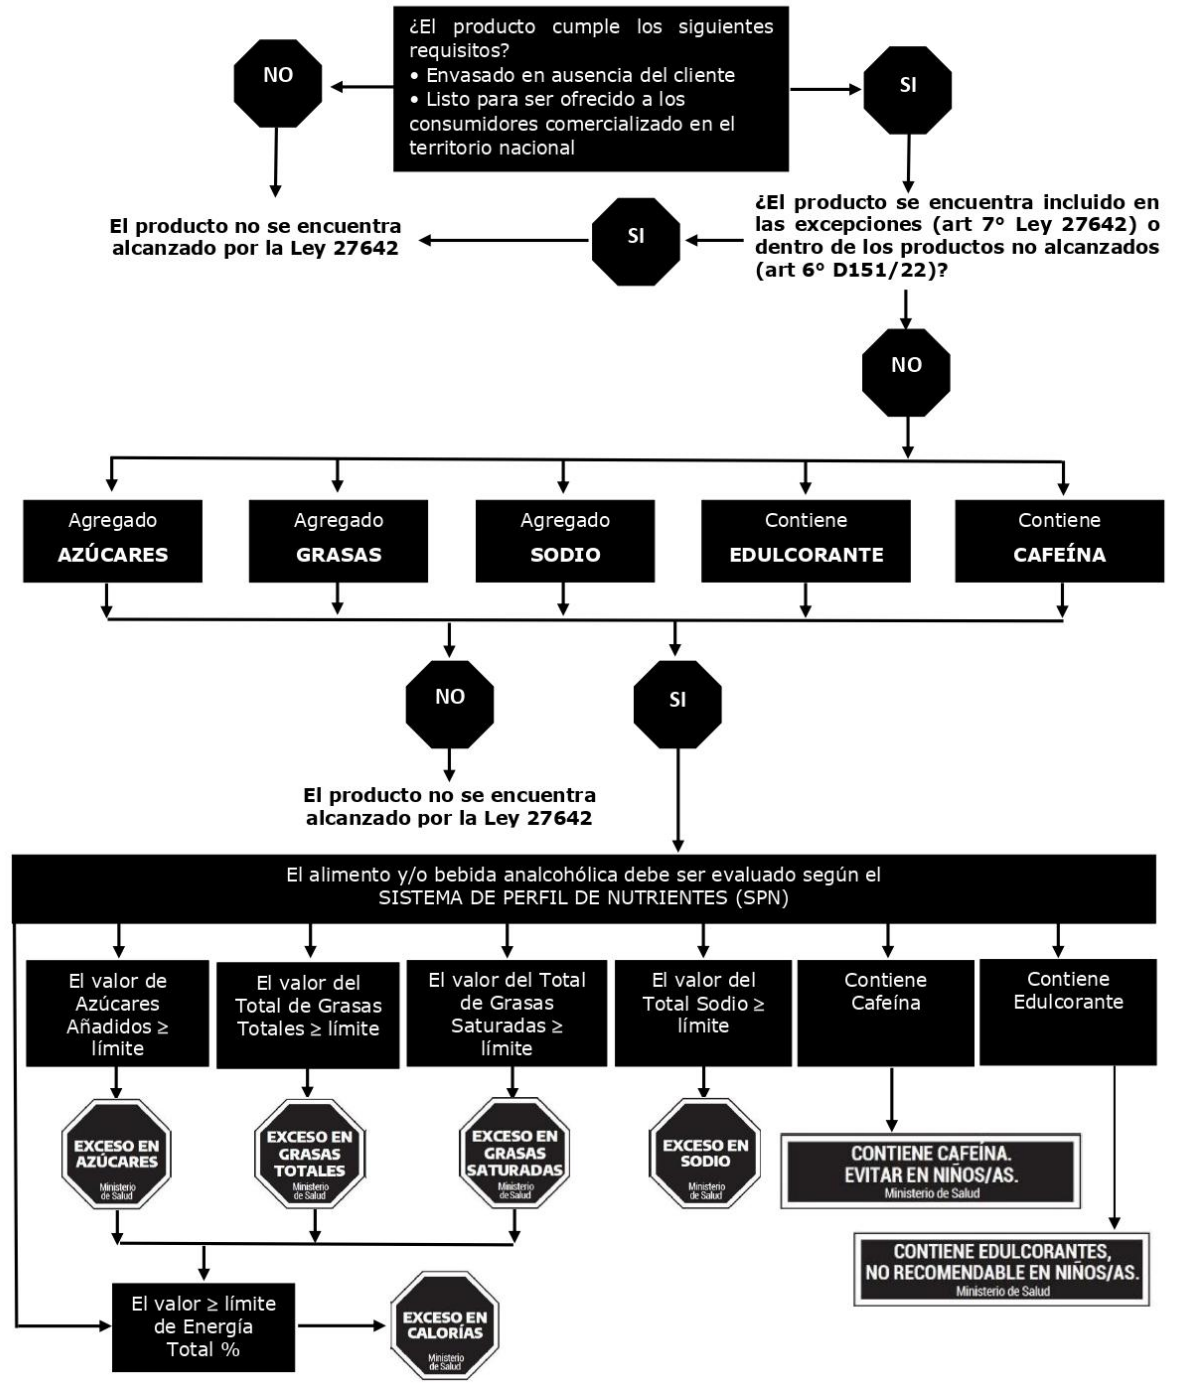 ¿El producto cumple los siguientes
requisitos?
• Envasado en ausencia del cliente
• Listo para ser ofrecido a los
consumidores comercializado en el
territorio nacional
NO
SI
El producto no se encuentra
alcanzado por la Ley 27642
SI
¿El producto se encuentra incluido en
las excepciones (art 7° Ley 27642) o
dentro de los productos no alcanzados
(art 6° D151/22)?
NO
Agregado
AZÚCARES
Agregado
GRASAS
Agregado
SODIO
Contiene
EDULCORANTE
Contiene
CAFEÍNA
NO
SI
El producto no se encuentra
alcanzado por la Ley 27642
El alimento y/o bebida analcohólica debe ser evaluado según el
SISTEMA DE PERFIL DE NUTRIENTES (SPN)
El valor de
Azúcares
Añadidos ≥
límite
El valor del
Total de Grasas
Totales ≥ límite
El valor del Total
de Grasas
Saturadas ≥
límite
El valor del
Total Sodio ≥
límite
Contiene
Cafeína
Contiene
Edulcorante
EXCESO EN
AZÚCARES
Ministerio
de Salud
EXCESO EN
GRASAS
TOTALES
Ministerio
de Salud
EXCESO EN
GRASAS
SATURADAS
Ministerio
de Salud
EXCESO EN
SODIO
Ministerio
de Salud
CONTIENE CAFEÍNA.
EVITAR EN NIÑOS/AS.
Ministerio de Salud
CONTIENE EDULCORANTES,
NO RECOMENDABLE EN NIÑOS/AS.
Ministerio de Salud
El valor ≥ límite
de Energía
Total %
EXCESO EN
CALORÍAS
Ministerio
de Salud